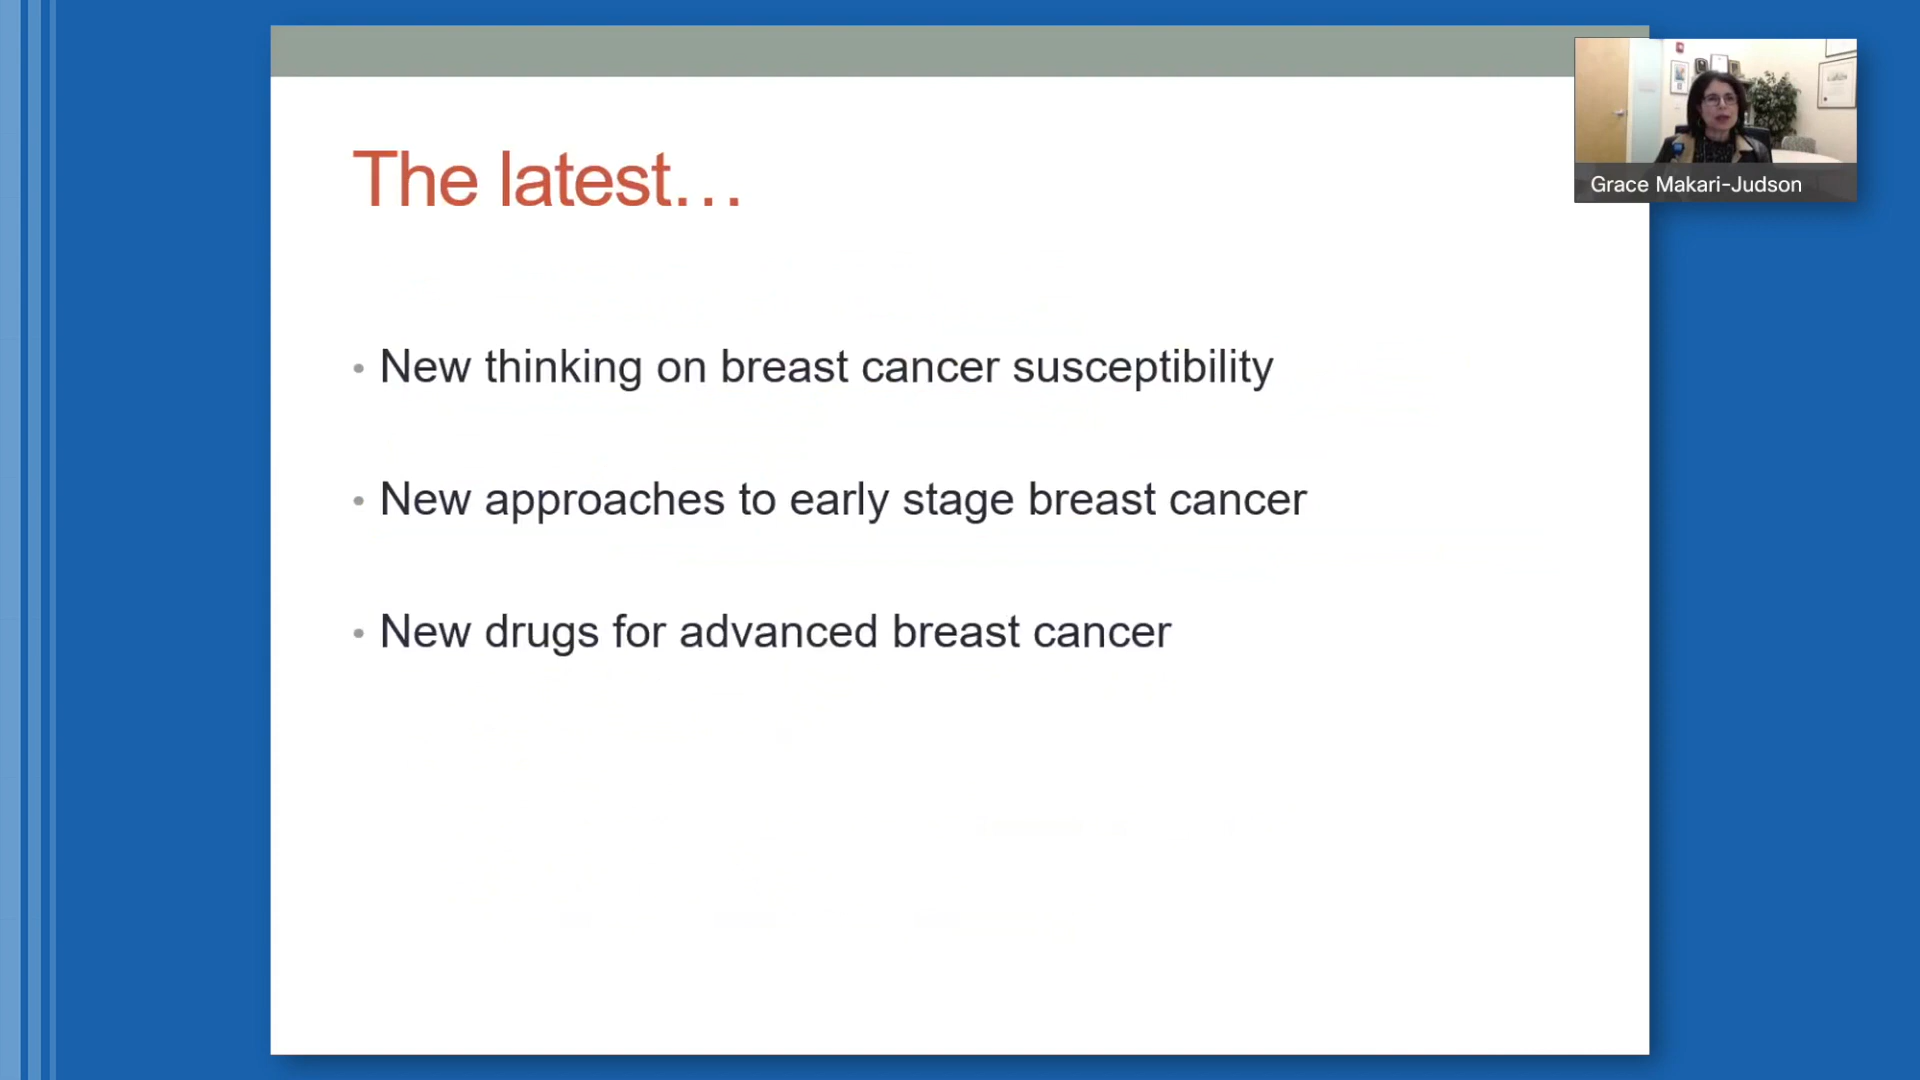 The latest…
Grace Makari-Judson
• New thinking on breast cancer susceptibility
• New approaches to early stage breast cancer
• New drugs for advanced breast cancer